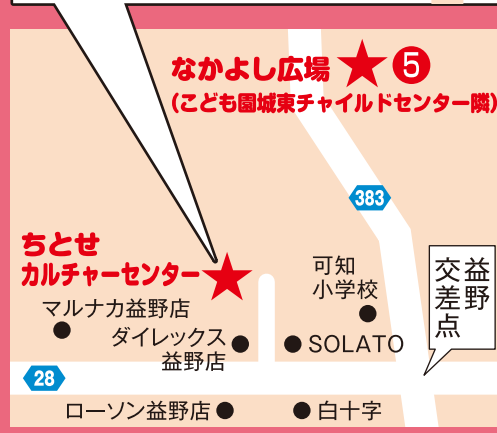 なかよし広場 ★ 5
(こども園城東チャイルドセンター隣)
383
ちとせ
カルチャーセンター
可知
小学校
益野
交差点
マルナカ益野店
ダイレックス
益野店
SOLATO
28
ローソン益野店
白十字